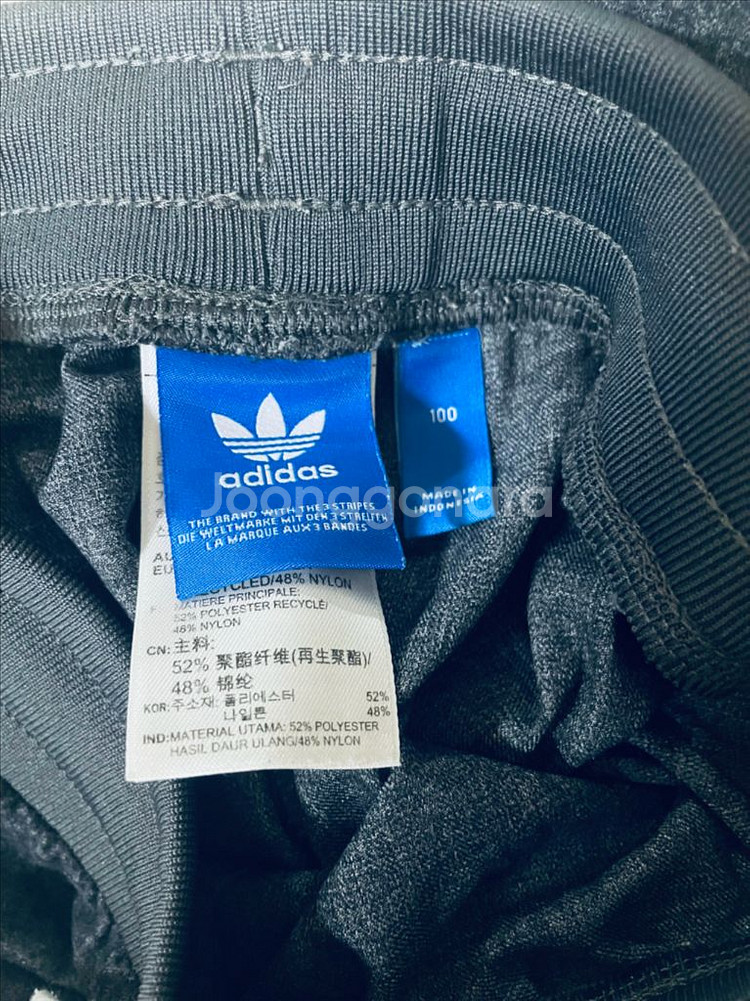 adidas
THE BRAND WITH THE 3 STRIPES
DIE WELTMARKE MIT DEN 3 STREIFEN
LA MARQUE AUX 3 BANDES
100
MADE IN
INDONESIA
Joonggonara
RECYCLED/48% NYLON
MATIERE PRINCIPALE:
52% POLYESTER RECYCLÉ/
48% NYLON
CN: 主料:
52% 聚酯纤维(再生聚酯)/
48% 锦纶
KOR: 주소재: 폴리에스터 52%
나일론 48%
IND: MATERIAL UTAMA: 52% POLYESTER
HASIL DAUR ULANG/48% NYLON